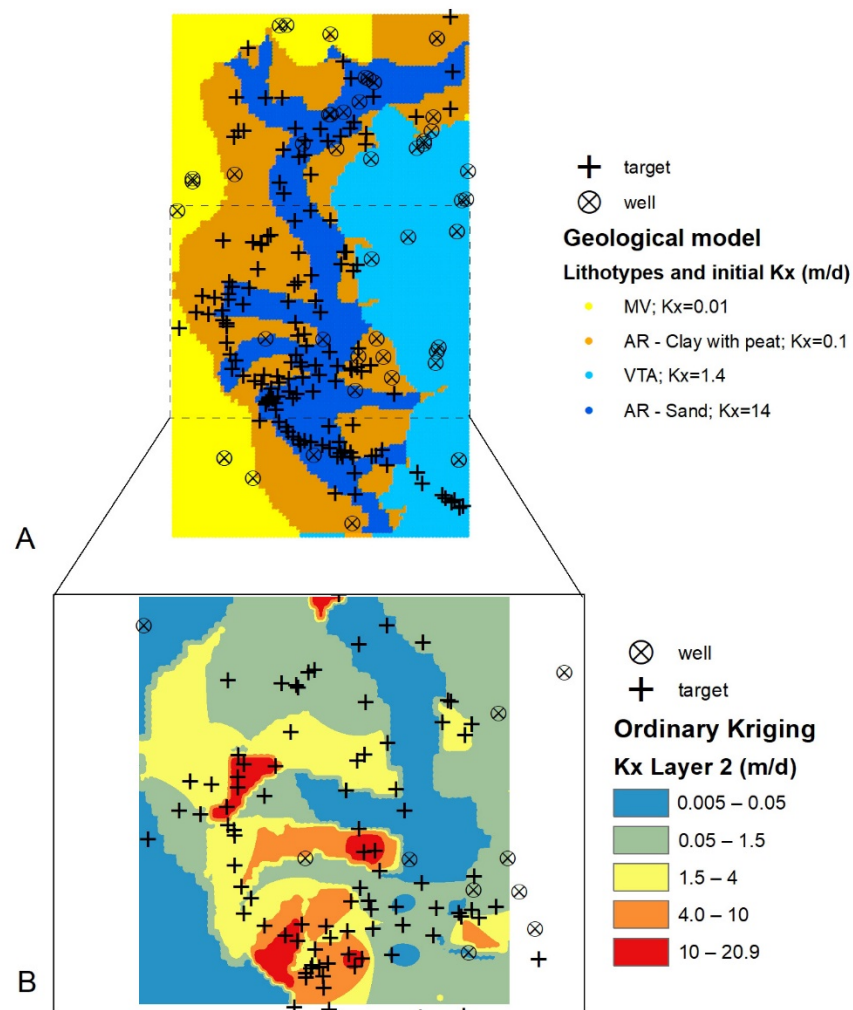 target
well
Geological model
Lithotypes and initial Kx (m/d)
MV; Kx=0.01
AR - Clay with peat; Kx=0.1
VTA; Kx=1.4
AR - Sand; Kx=14
A
well
target
Ordinary Kriging
Kx Layer 2 (m/d)
0.005 – 0.05
0.05 – 1.5
1.5 – 4
4.0 – 10
10 – 20.9
B